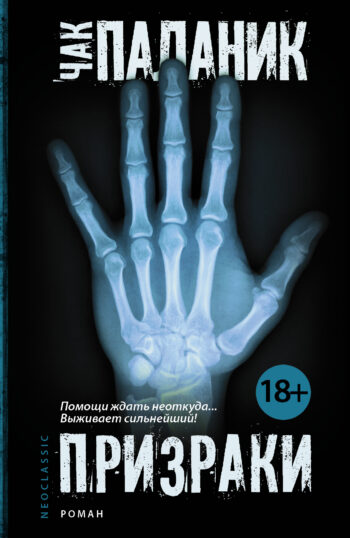 ЧАК ПАЛАНИК
18+
Помощи ждать неоткуда...
Выживает сильнейший!
ПРИЗРАКИ
РОМАН
NEOCLASSIC